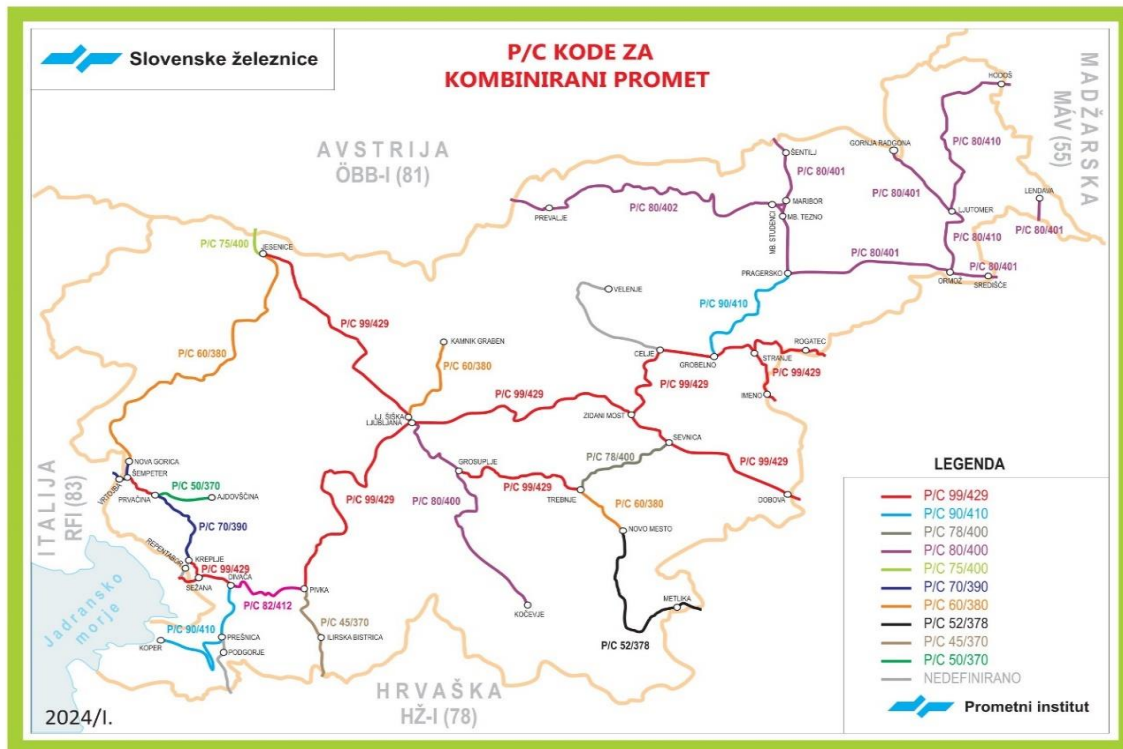 Slovenske železnice
P/C KODE ZA
KOMBINIRANI PROMET
MADŽARSKA
MÁV (55)
AVSTRIJA
ÖBB-I (81)
HODOŠ
P/C 80/410
GORNJA RADGONA
ŠENTILJ
P/C 80/401
P/C 80/401
LENDAVA
P/C 80/401
P/C 80/402
PREVALJE
MARIBOR
MB. TEZNO
MB. STUDENCI
LJUTOMER
P/C 80/410
P/C 75/400
JESENICE
PRAGERSKO
P/C 80/401
ORMOŽ
P/C 80/401
SREDIŠČE
VELENJE
P/C 90/410
P/C 99/429
KAMNIK GRABEN
P/C 60/380
P/C 60/380
CELJE
GROBELNO
ROGATEC
STRANJE
P/C 99/429
P/C 99/429
IMENO
P/C 99/429
LJ. ŠIŠKA
LJUBLJANA
ZIDANI MOST
SEVNICA
P/C 78/400
P/C 99/429
DOBOVA
GROSUPLJE
P/C 99/429
TREBNJE
P/C 60/380
NOVO MESTO
NOVA GORICA
ŠEMPETER
VRTOJBA
P/C 50/370
PRVAČINA
AJDOVŠČINA
P/C 99/429
P/C 80/400
ITALIJA
RFI (83)
P/C 70/390
REPENTABOR
KREPLJE
P/C 99/429
SEŽANA
DIVAČA
P/C 82/412
PIVKA
KOČEVJE
METLIKA
P/C 52/378
Jadransko
morje
P/C 90/410
KOPER
PREŠNICA
PODGORJE
P/C 45/370
ILIRSKA BISTRICA
HRVAŠKA
HŽ-I (78)
2024/I.
LEGENDA
P/C 99/429
P/C 90/410
P/C 78/400
P/C 80/400
P/C 75/400
P/C 70/390
P/C 60/380
P/C 52/378
P/C 45/370
P/C 50/370
NEDEFINIRANO
Prometni institut